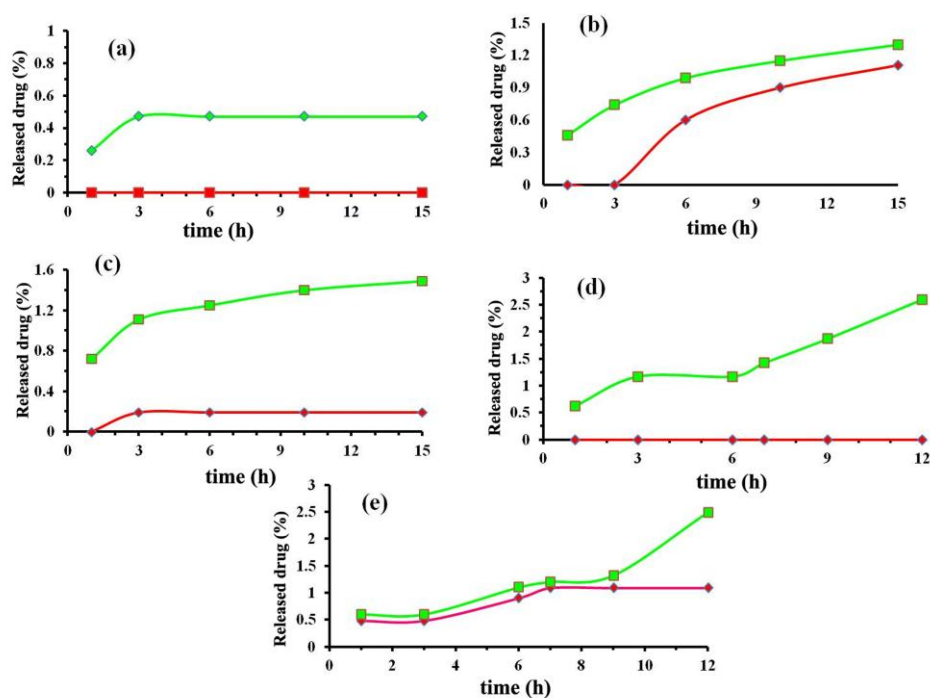 (a)
Released drug (%)
1
0.8
0.6
0.4
0.2
0
0 3 6 9 12 15
time (h)
(b)
Released drug (%)
1.5
1.2
0.9
0.6
0.3
0
0 3 6 9 12 15
time (h)
(c)
Released drug (%)
1.6
1.2
0.8
0.4
0
0 3 6 9 12 15
time (h)
(d)
Released drug (%)
3
2.5
2
1.5
1
0.5
0
0 3 6 9 12
time (h)
(e)
Released drug (%)
3
2.5
2
1.5
1
0.5
0
0 2 4 6 8 10 12
time (h)